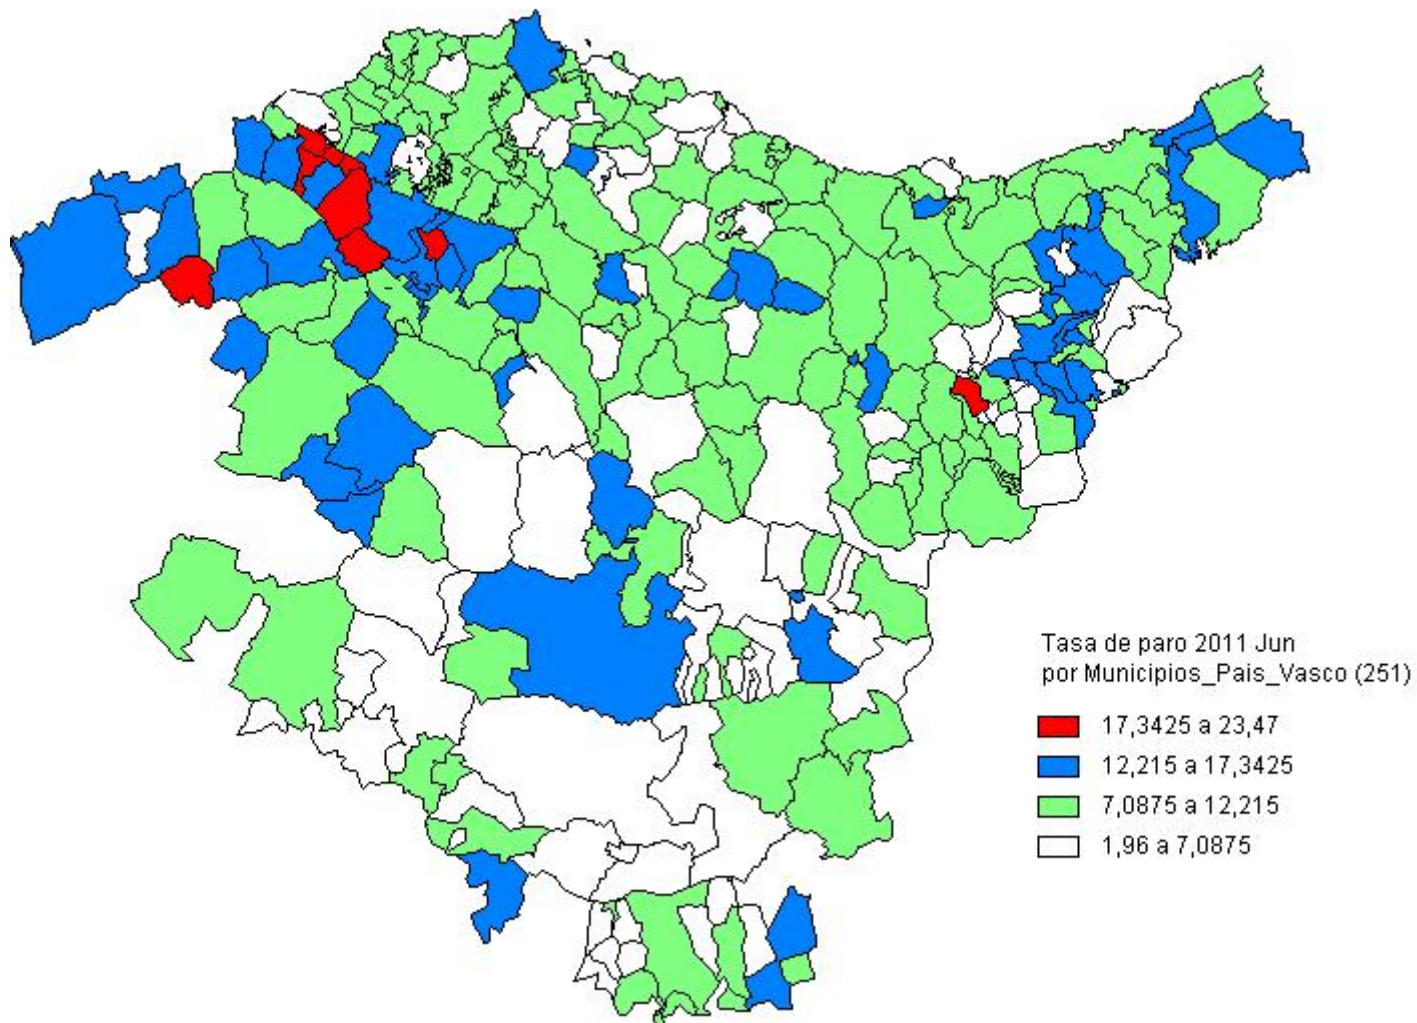 Tasa de paro 2011 Jun
por Municipios_Pais_Vasco (251)
17,3425 a 23,47
12,215 a 17,3425
7,0875 a 12,215
1,96 a 7,0875